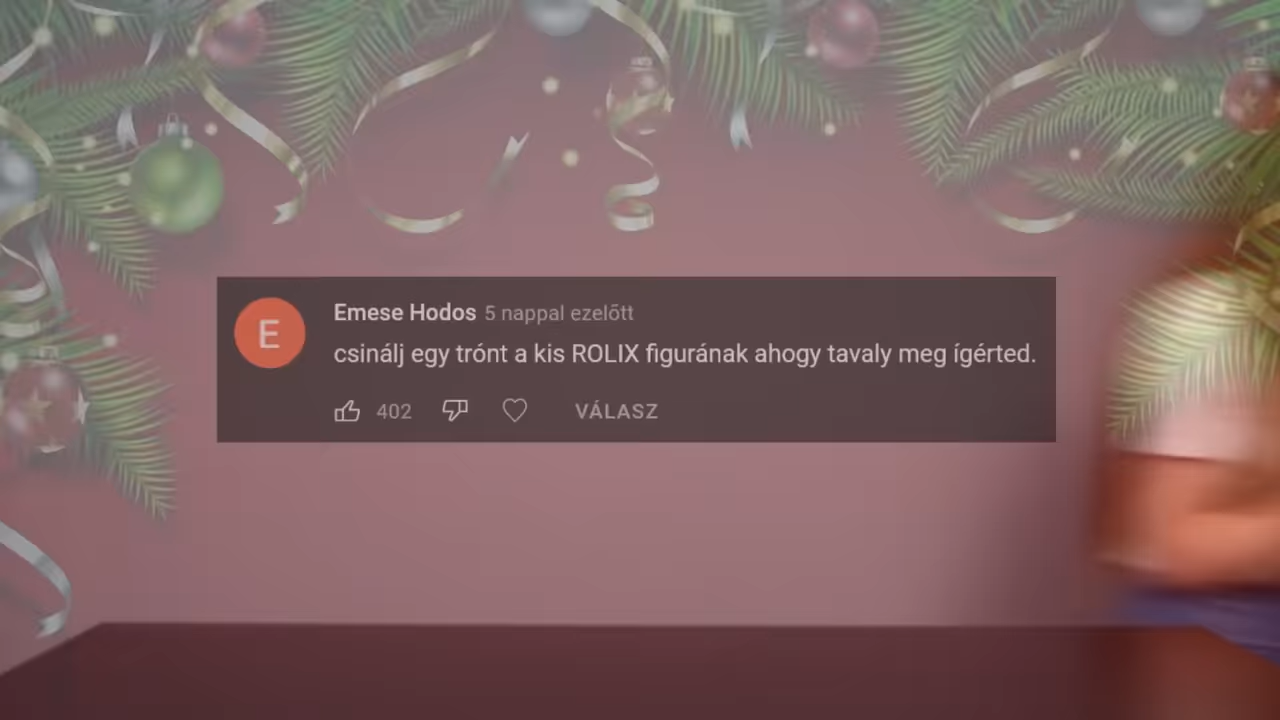 E
Emese Hodos 5 nappal ezelőtt
csinálj egy trónt a kis ROLIX figurának ahogy tavaly meg ígérted.
402 VÁLASZ